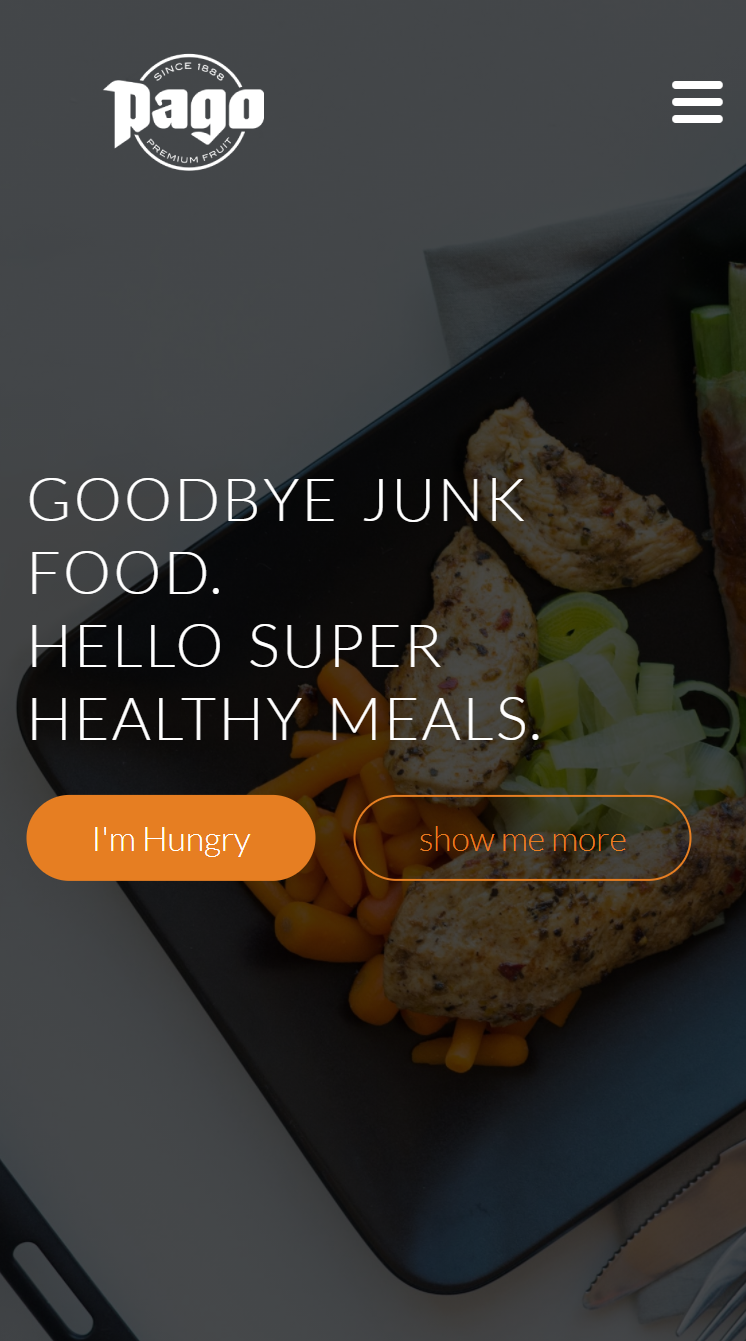 SINCE 1888
pago
PREMIUM FRUIT
GOODBYE JUNK
FOOD.
HELLO SUPER
HEALTHY MEALS.
I'm Hungry
show me more